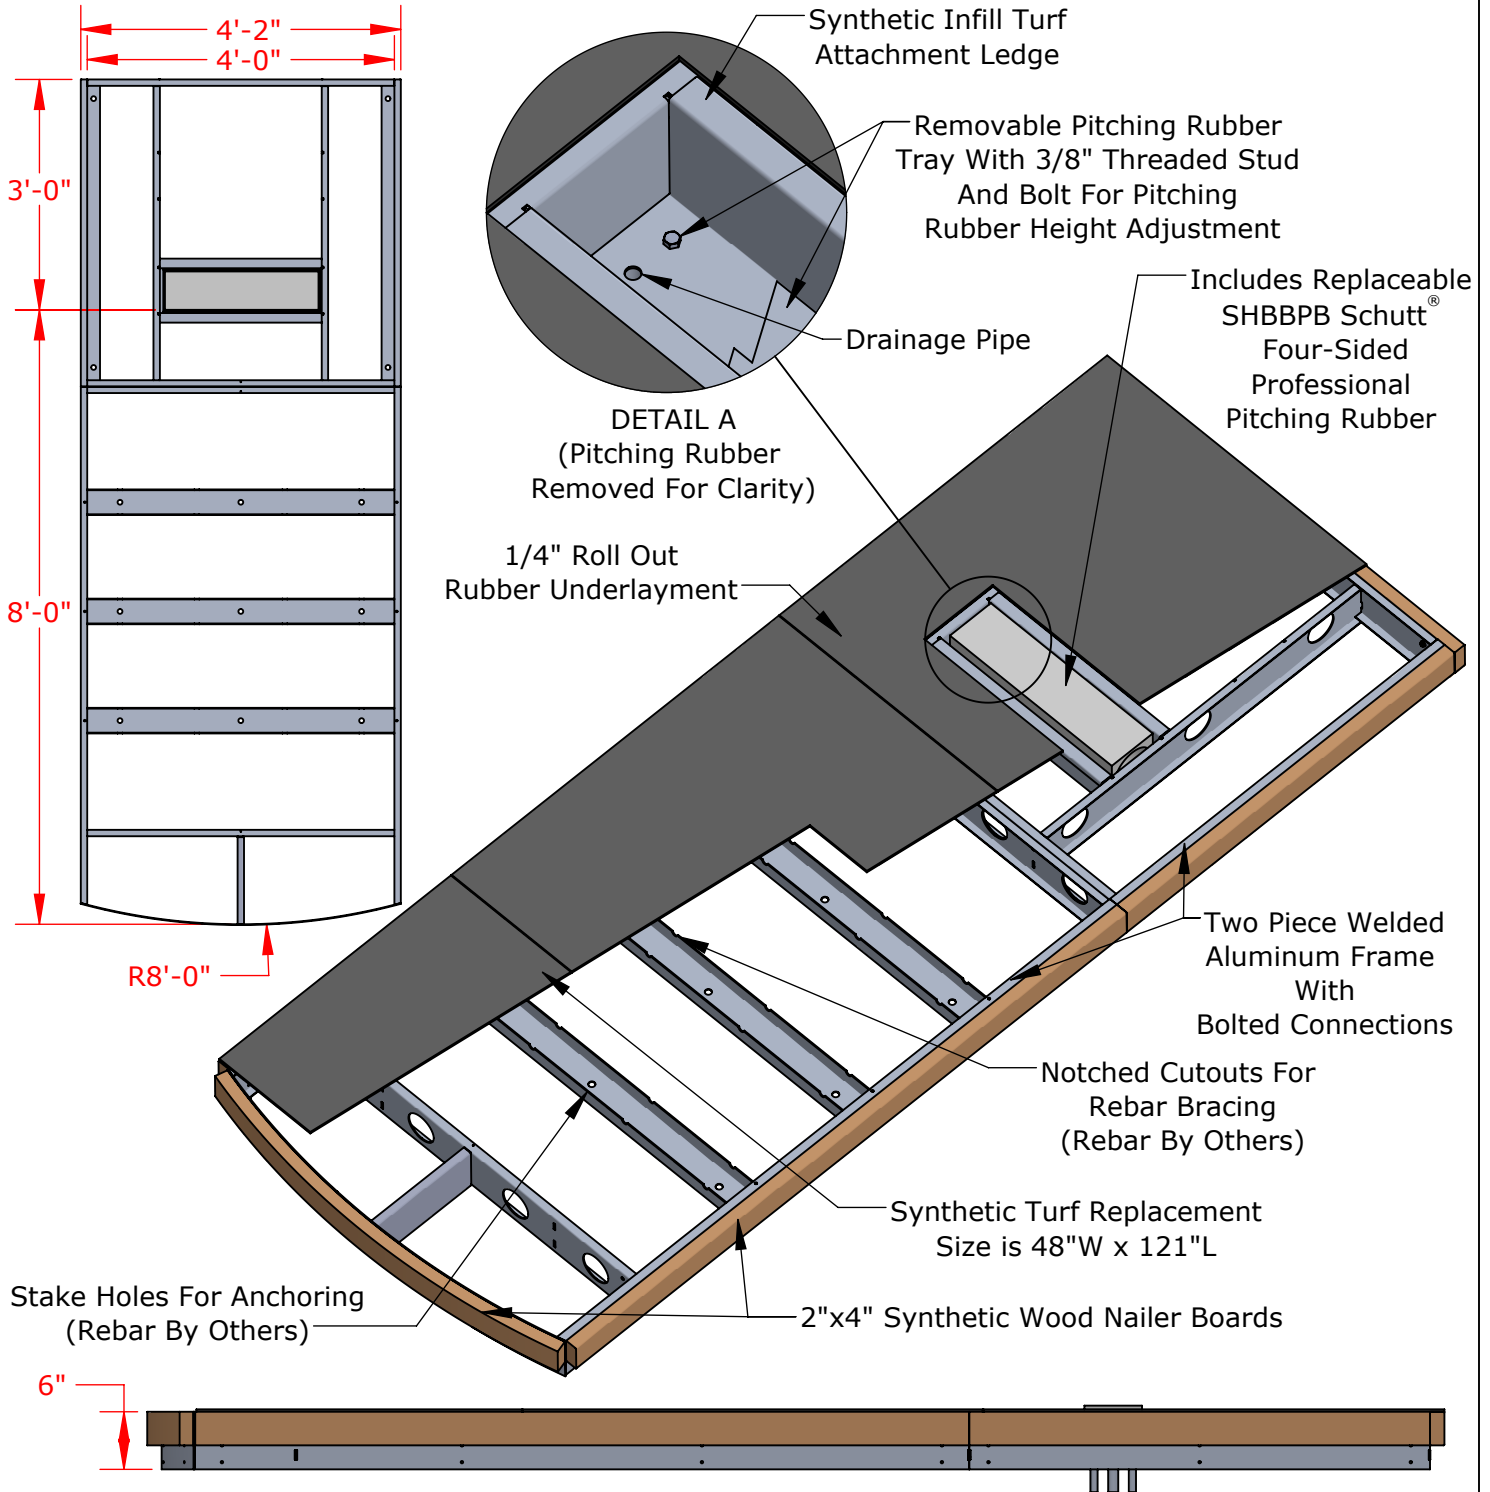 4'-2"
4'-0"
3'-0"
8'-0"
R8'-0"
Synthetic Infill Turf
Attachment Ledge
Removable Pitching Rubber
Tray With 3/8" Threaded Stud
And Bolt For Pitching
Rubber Height Adjustment
Drainage Pipe
DETAIL A
(Pitching Rubber
Removed For Clarity)
Includes Replaceable
SHBBPB Schutt®
Four-Sided
Professional
Pitching Rubber
1/4" Roll Out
Rubber Underlayment
Two Piece Welded
Aluminum Frame
With
Bolted Connections
Notched Cutouts For
Rebar Bracing
(Rebar By Others)
Synthetic Turf Replacement
Size is 48"W x 121"L
Stake Holes For Anchoring
(Rebar By Others)
2"x4" Synthetic Wood Nailer Boards
6"